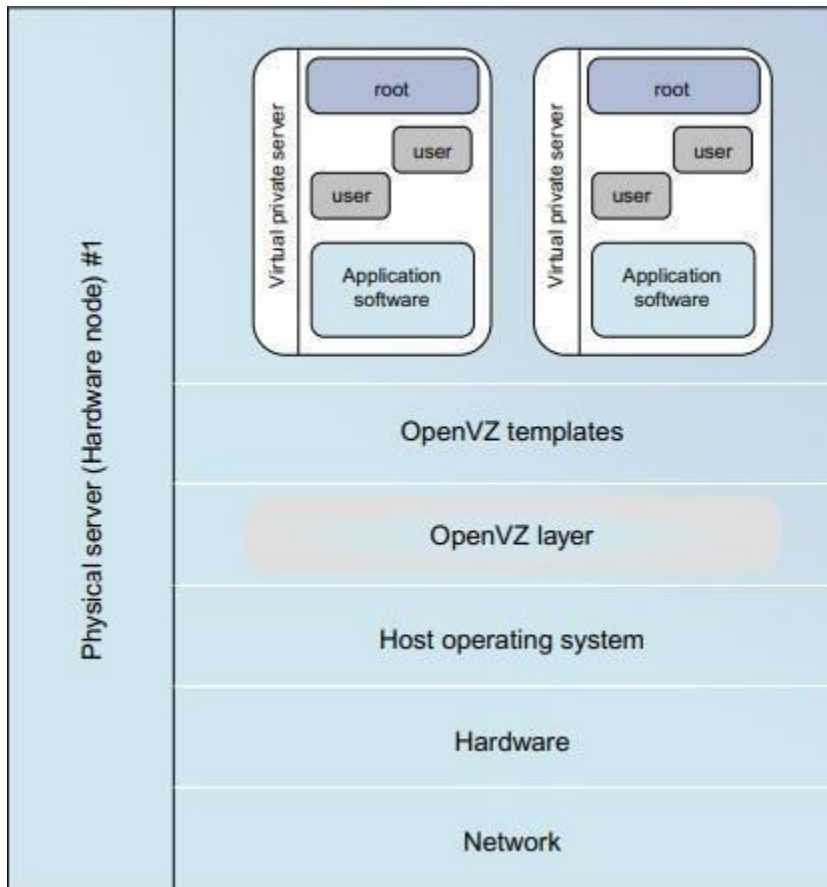 Physical server (Hardware node) #1
Virtual private server
root
user
user
Application
software
Virtual private server
root
user
user
Application
software
OpenVZ templates
OpenVZ layer
Host operating system
Hardware
Network